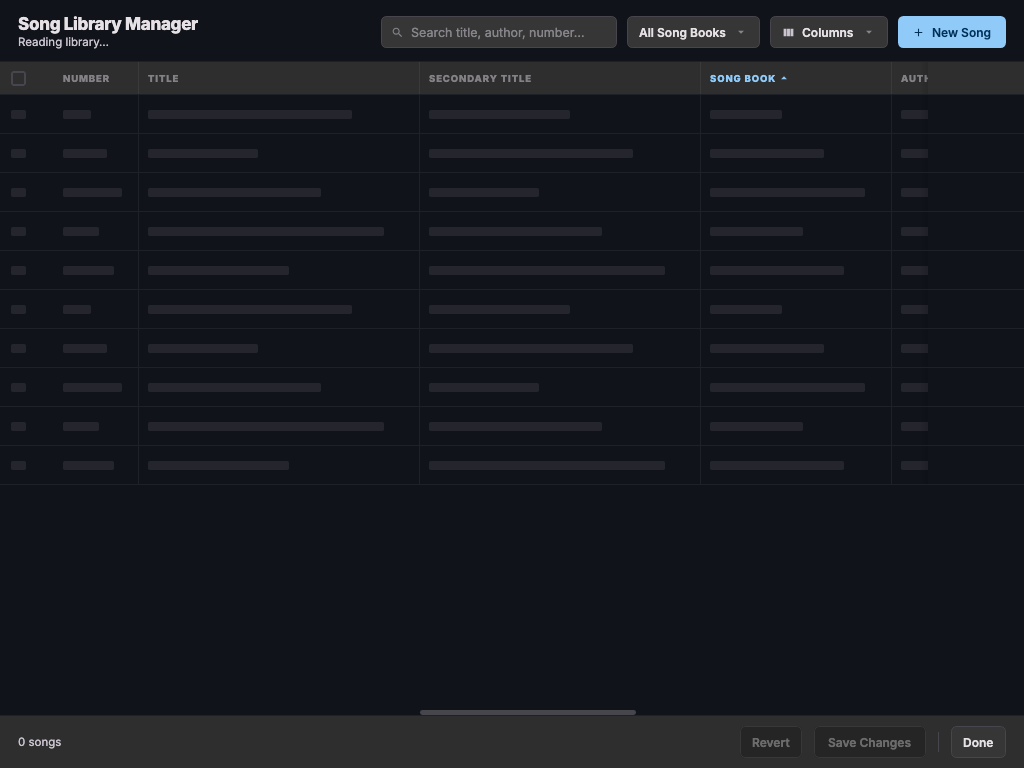 Song Library Manager
Reading library...
Search title, author, number...
All Song Books
Columns
New Song
NUMBER
TITLE
SECONDARY TITLE
SONG BOOK
AUTH
0 songs
Revert
Save Changes
Done